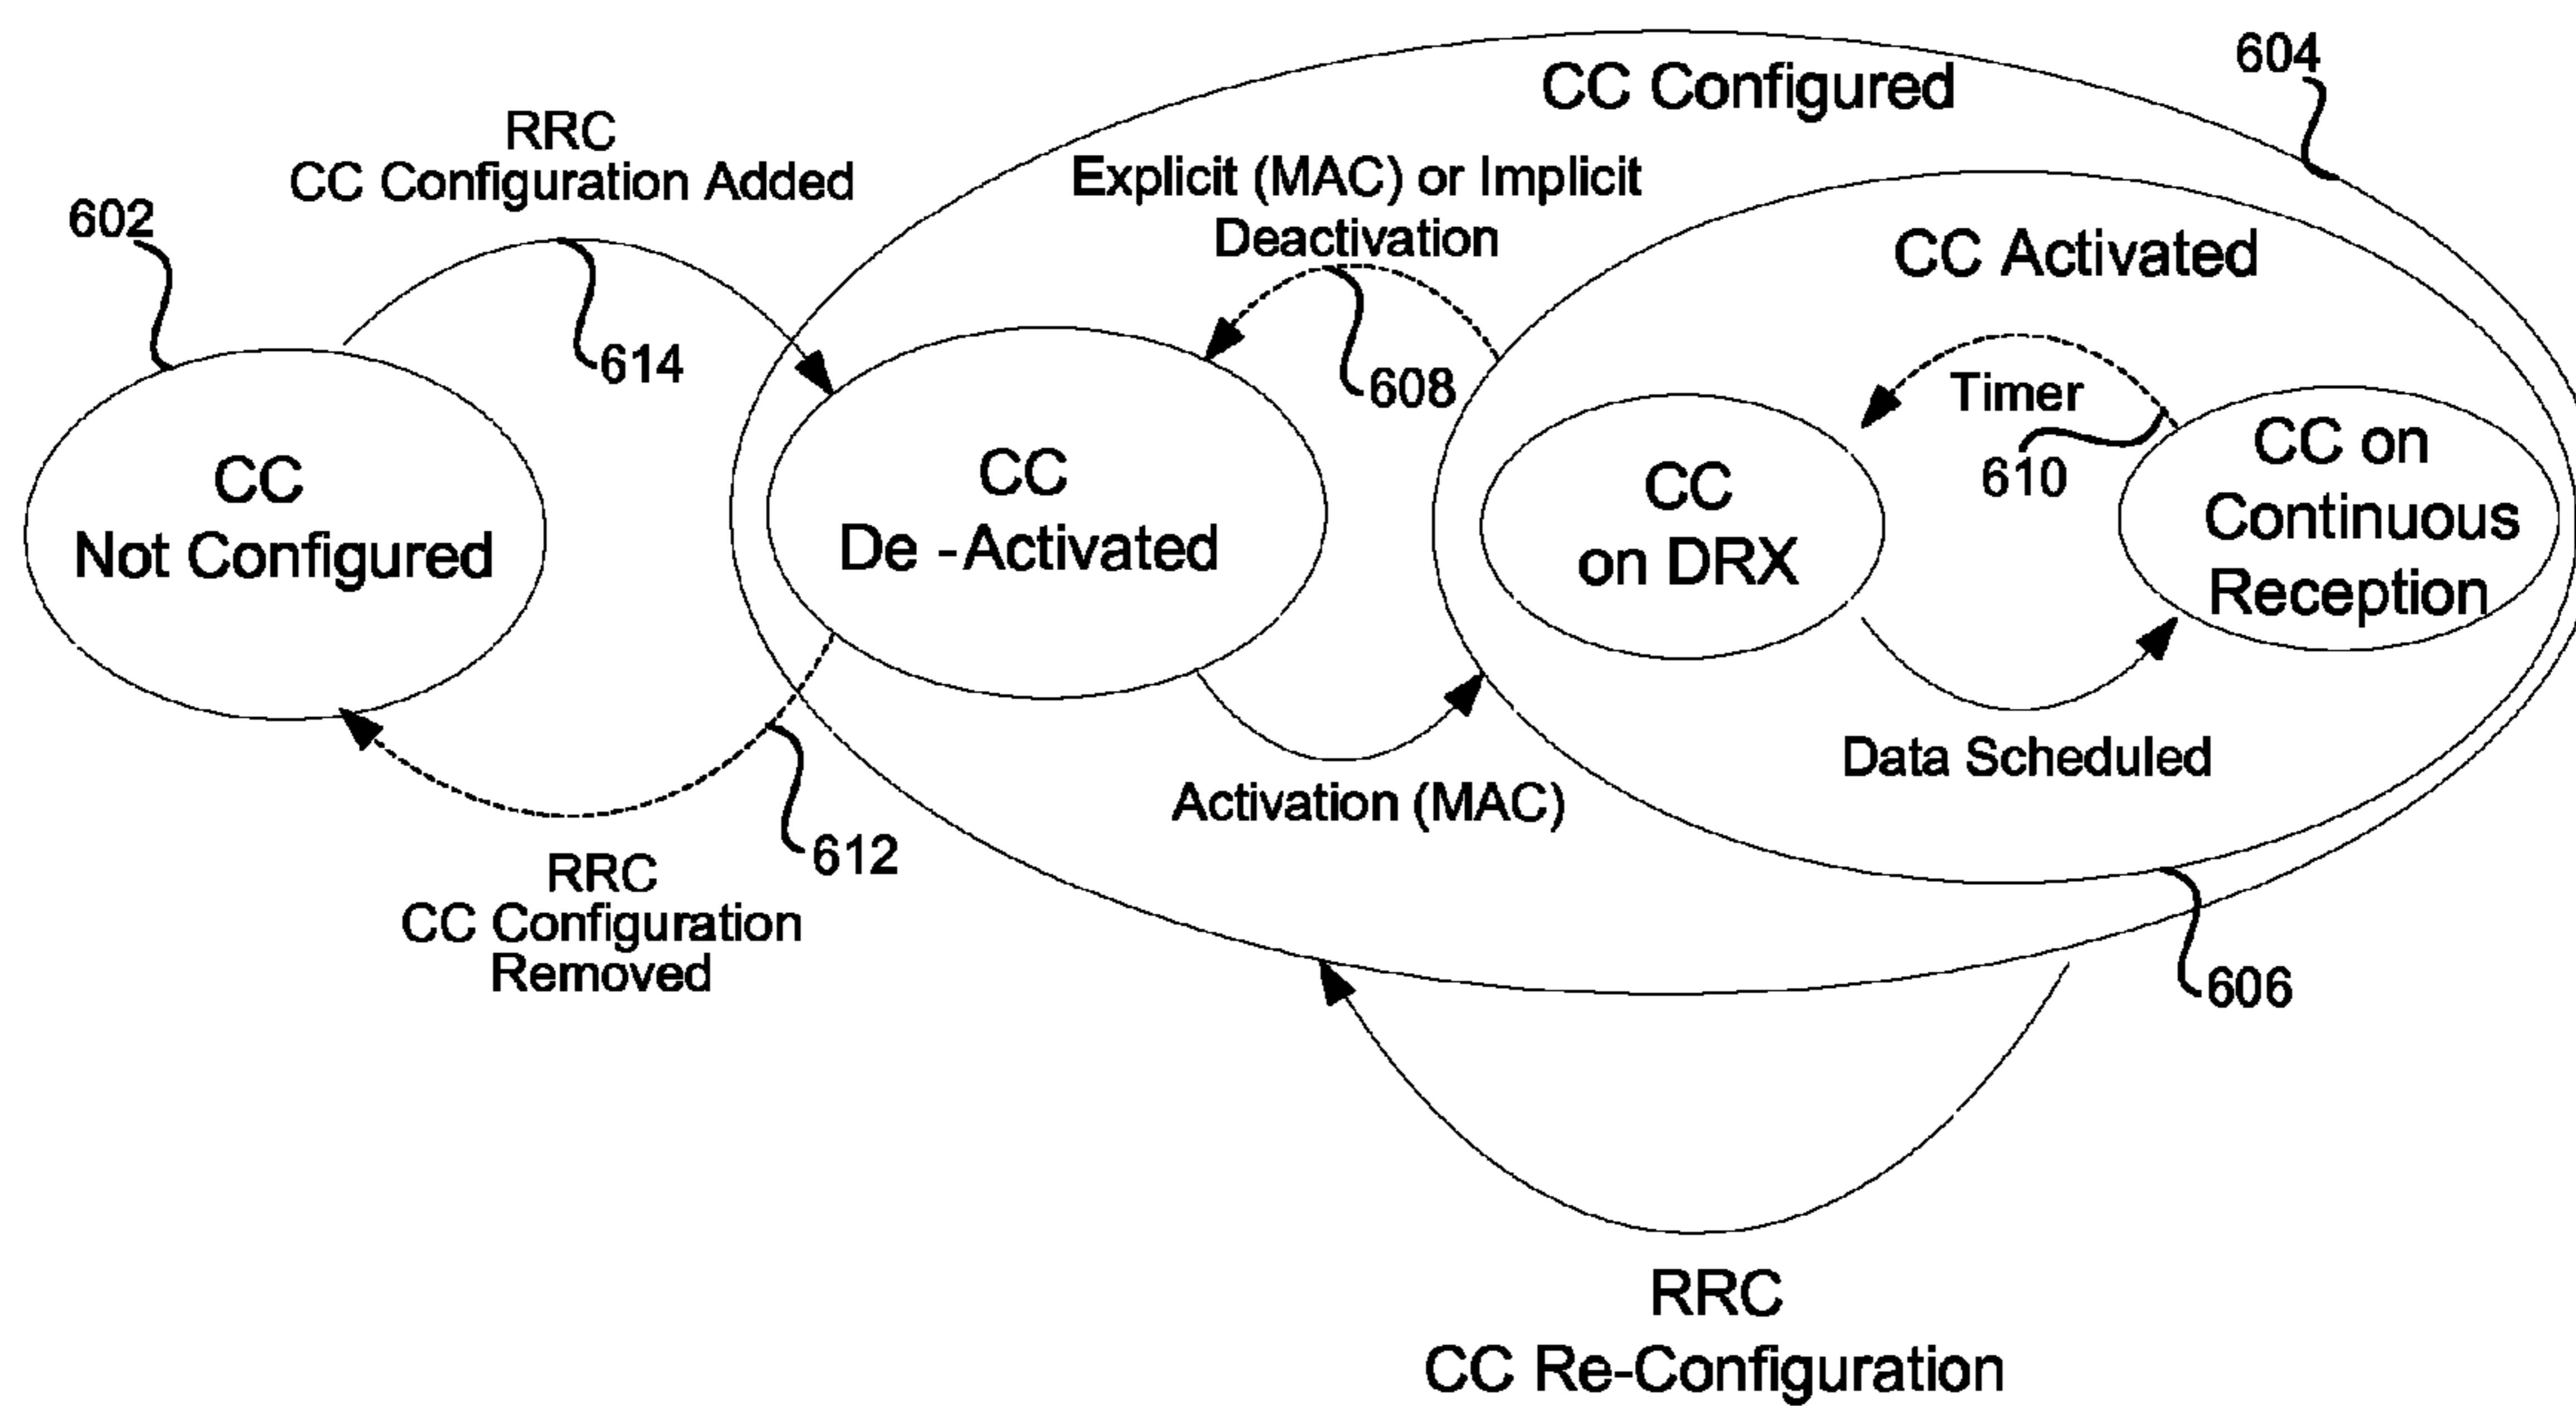 604
CC Configured
RRC
CC Configuration Added
Explicit (MAC) or Implicit
Deactivation
602
CC Activated
614
608
Timer
610
CC
Not Configured
CC
De -Activated
CC
on DRX
CC on
Continuous
Reception
Data Scheduled
Activation (MAC)
612
RRC
CC Configuration
Removed
606
RRC
CC Re-Configuration